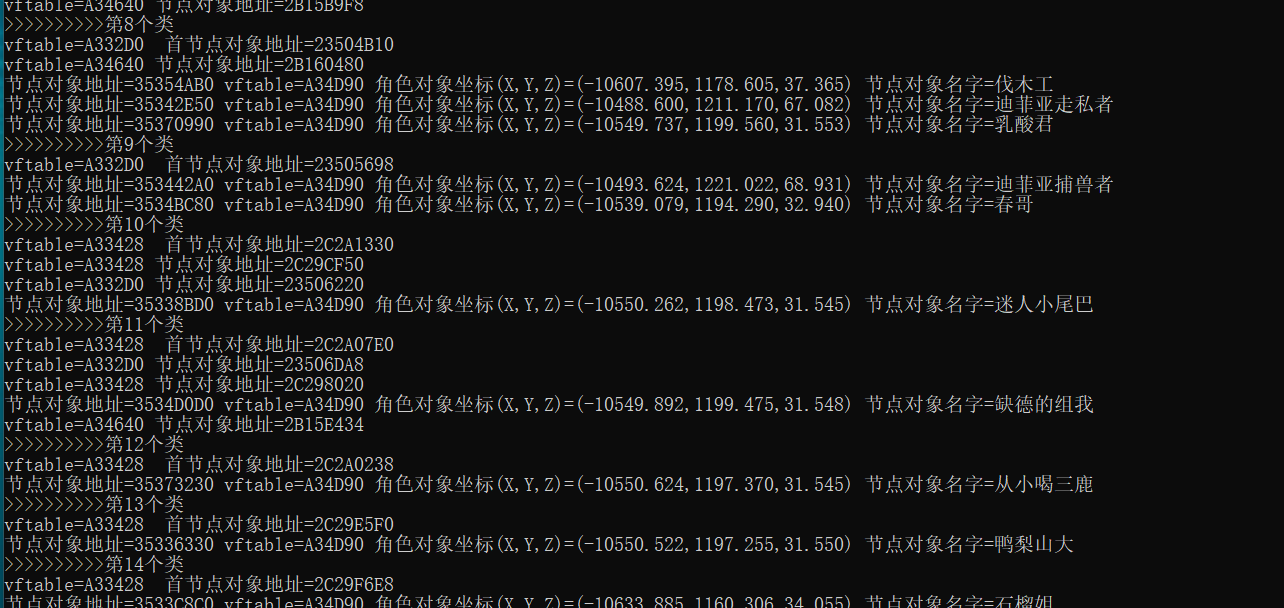 vftable=A34640 节点对象地址=2B15B9F8
>>>>>>>>>>第8个类
vftable=A332D0  首节点对象地址=23504B10
vftable=A34640 节点对象地址=2B160480
节点对象地址=35354AB0 vftable=A34D90 角色对象坐标(X,Y,Z)=(-10607.395,1178.605,37.365) 节点对象名字=伐木工
节点对象地址=35342E50 vftable=A34D90 角色对象坐标(X,Y,Z)=(-10488.600,1211.170,67.082) 节点对象名字=迪菲亚走私者
节点对象地址=35370990 vftable=A34D90 角色对象坐标(X,Y,Z)=(-10549.737,1199.560,31.553) 节点对象名字=乳酸君
>>>>>>>>>>第9个类
vftable=A332D0  首节点对象地址=23505698
节点对象地址=353442A0 vftable=A34D90 角色对象坐标(X,Y,Z)=(-10493.624,1221.022,68.931) 节点对象名字=迪菲亚捕兽者
节点对象地址=3534BC80 vftable=A34D90 角色对象坐标(X,Y,Z)=(-10539.079,1194.290,32.940) 节点对象名字=春哥
>>>>>>>>>>第10个类
vftable=A33428  首节点对象地址=2C2A1330
vftable=A33428 节点对象地址=2C29CF50
vftable=A332D0 节点对象地址=23506220
节点对象地址=35338BD0 vftable=A34D90 角色对象坐标(X,Y,Z)=(-10550.262,1198.473,31.545) 节点对象名字=迷人小尾巴
>>>>>>>>>>第11个类
vftable=A33428  首节点对象地址=2C2A07E0
vftable=A332D0 节点对象地址=23506DA8
vftable=A33428 节点对象地址=2C298020
节点对象地址=3534D0D0 vftable=A34D90 角色对象坐标(X,Y,Z)=(-10549.892,1199.475,31.548) 节点对象名字=缺德的组我
vftable=A34640 节点对象地址=2B15E434
>>>>>>>>>>第12个类
vftable=A33428  首节点对象地址=2C2A0238
节点对象地址=35373230 vftable=A34D90 角色对象坐标(X,Y,Z)=(-10550.624,1197.370,31.545) 节点对象名字=从小喝三鹿
>>>>>>>>>>第13个类
vftable=A33428  首节点对象地址=2C29E5F0
节点对象地址=35336330 vftable=A34D90 角色对象坐标(X,Y,Z)=(-10550.522,1197.255,31.550) 节点对象名字=鸭梨山大
>>>>>>>>>>第14个类
vftable=A33428  首节点对象地址=2C29F6E8
节点对象地址=3533C8C0 vftable=A34D90 角色对象坐标(X,Y,Z)=(-10633.885,1160.306,34.055) 节点对象名字=石榴姐